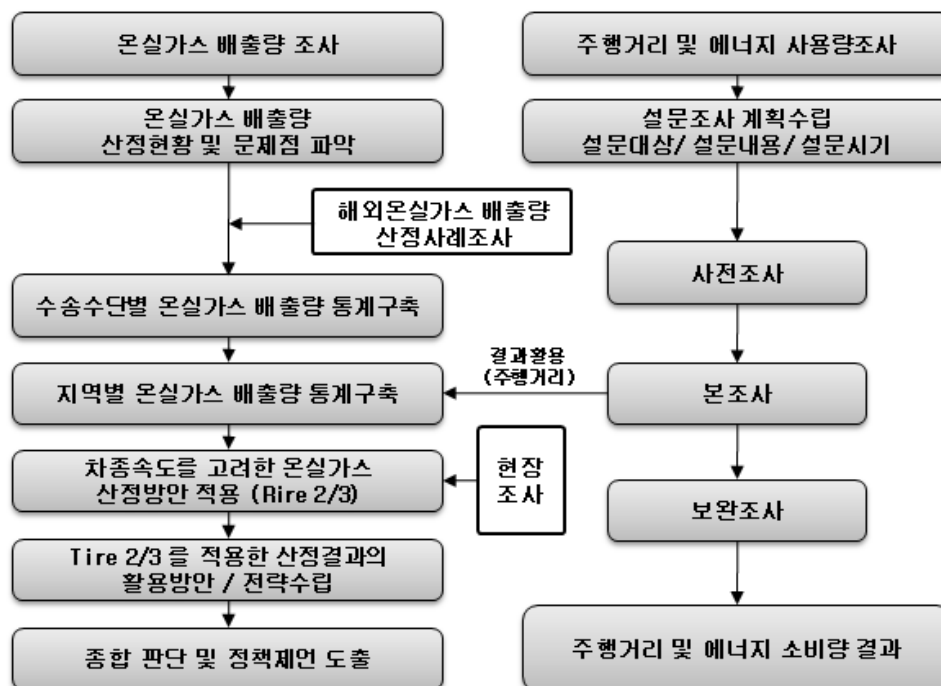 온실가스 배출량 조사
온실가스 배출량
산정현황 및 문제점 파악
해외온실가스 배출량
산정사례조사
수송수단별 온실가스 배출량 통계구축
지역별 온실가스 배출량 통계구축
차종속도를 고려한 온실가스
산정방안 적용 (Rire 2/3)
현장
조사
Tire 2/3 를 적용한 산정결과의
활용방안 / 전략수립
종합 판단 및 정책제언 도출
주행거리 및 에너지 사용량조사
설문조사 계획수립
설문대상/ 설문내용/ 설문시기
사전조사
결과활용
(주행거리)
본조사
보완조사
주행거리 및 에너지 소비량 결과